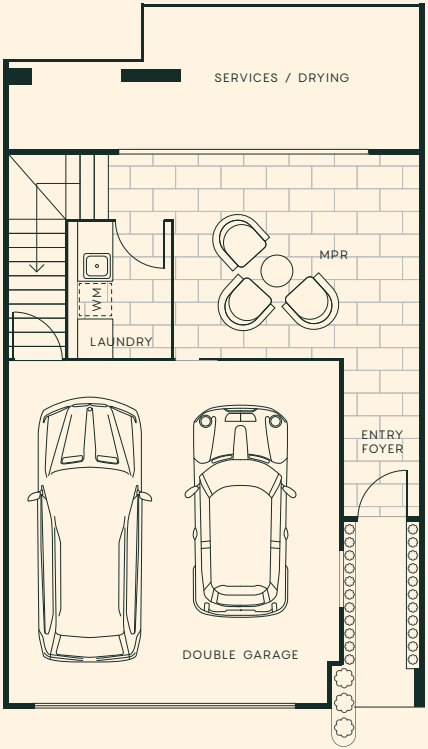 SERVICES / DRYING
MPR
WM
LAUNDRY
ENTRY
FOYER
DOUBLE GARAGE